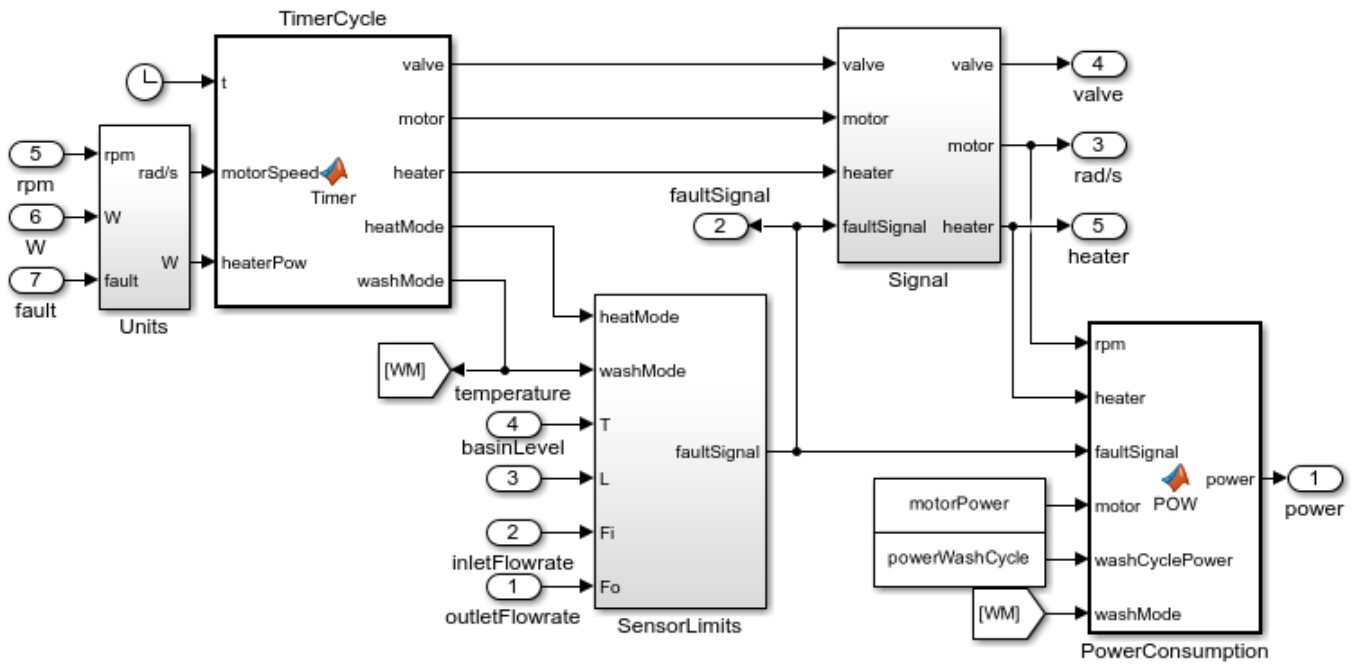 TimerCycle
t
motorSpeed
heaterPow
Timer
valve
motor
heater
heatMode
washMode
5
rpm
6
W
7
fault
rpm
W
fault
rad/s
W
Units
valve
motor
heater
faultSignal
valve
motor
heater
Signal
4
valve
3
rad/s
5
heater
faultSignal
2
[WM]
temperature
4
basinLevel
3
2
inletFlowrate
1
outletFlowrate
heatMode
washMode
T
L
Fi
Fo
faultSignal
SensorLimits
motorPower
powerWashCycle
[WM]
rpm
heater
faultSignal
motor
washCyclePower
washMode
POW
power
PowerConsumption
1
power